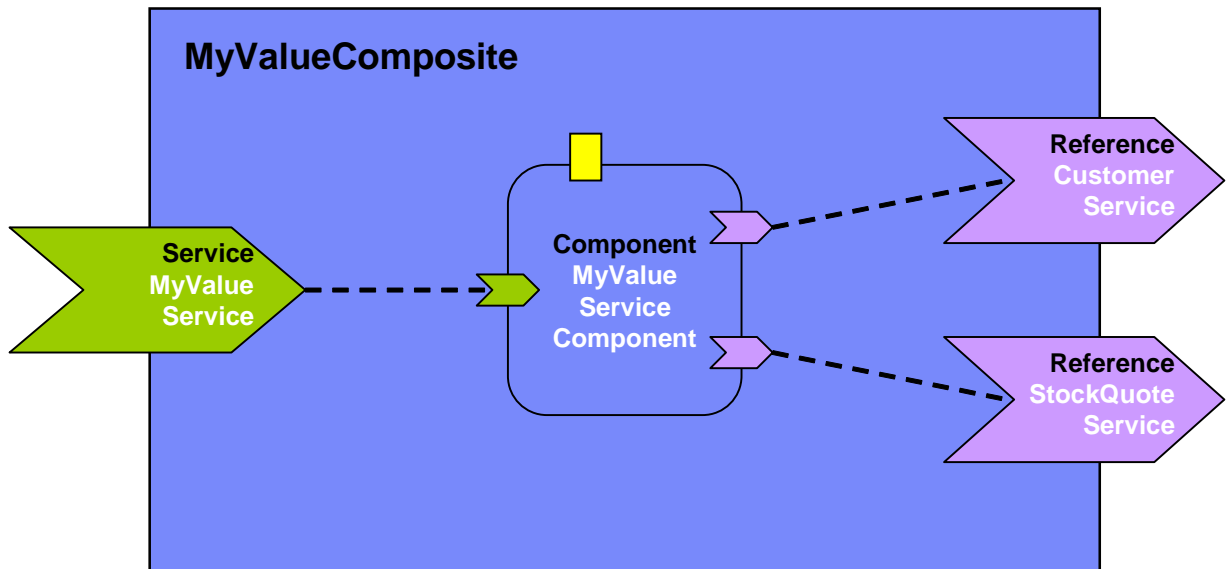 MyValueComposite
Service
MyValue
Service
Component
MyValue
Service
Component
Reference
Customer
Service
Reference
StockQuote
Service